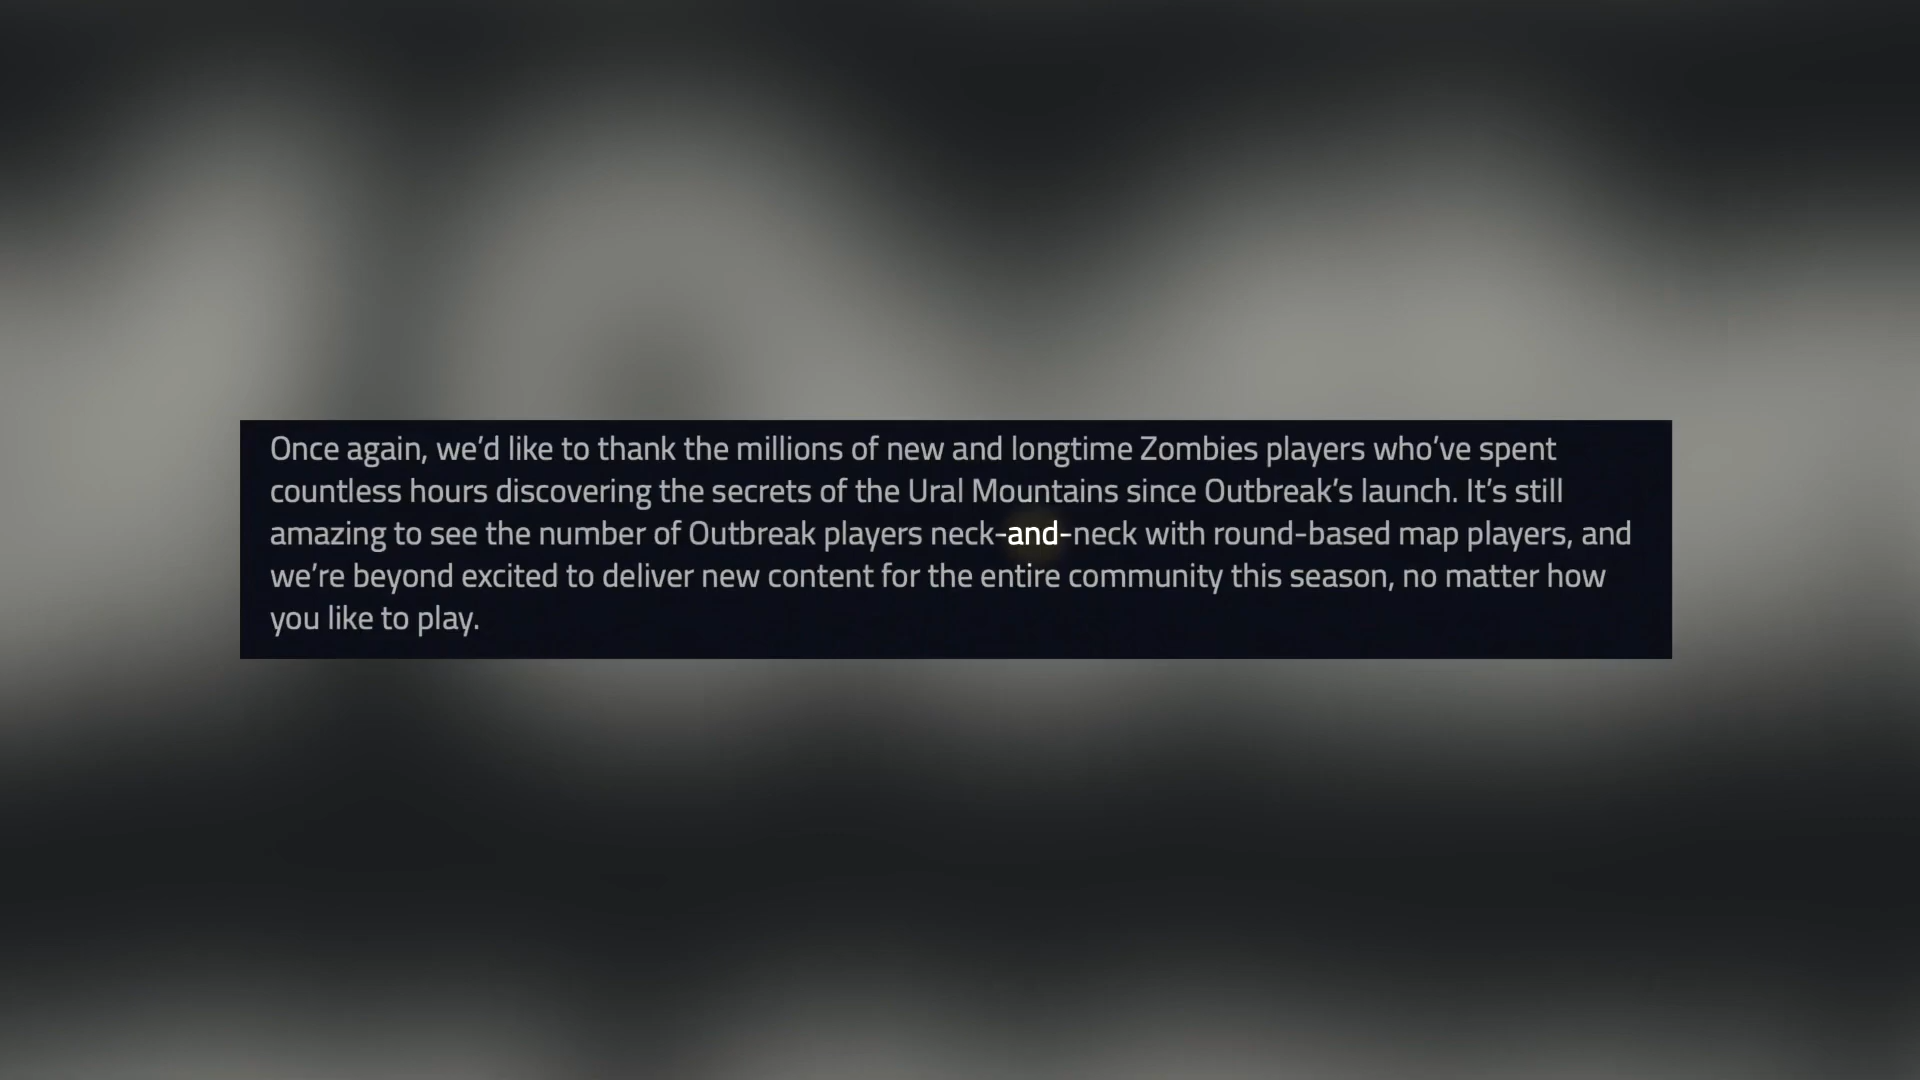 Once again, we’d like to thank the millions of new and longtime Zombies players who’ve spent
countless hours discovering the secrets of the Ural Mountains since Outbreak’s launch. It’s still
amazing to see the number of Outbreak players neck-and-neck with round-based map players, and
we’re beyond excited to deliver new content for the entire community this season, no matter how
you like to play.